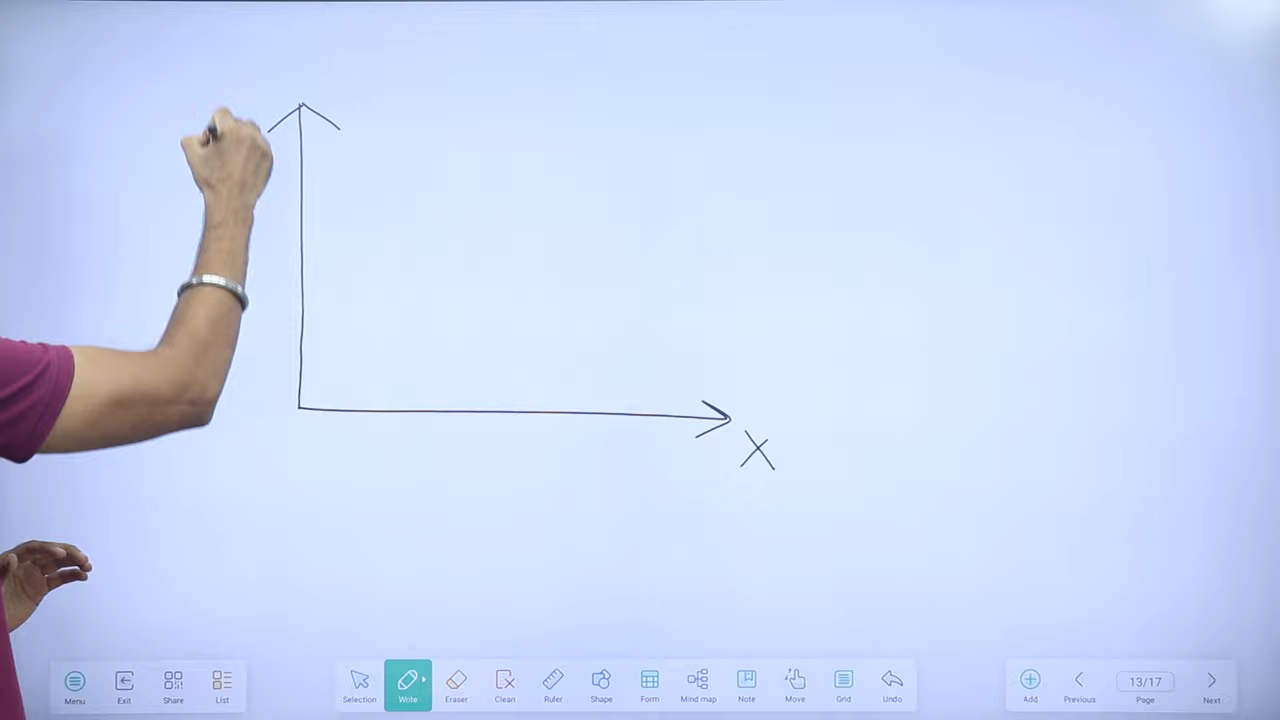 X
Menu
Exit
Share
List
Selection
Write
Eraser
Clean
Ruler
Shape
Form
Mind map
Note
Move
Grid
Undo
Add
Previous
13/17
Page
Next